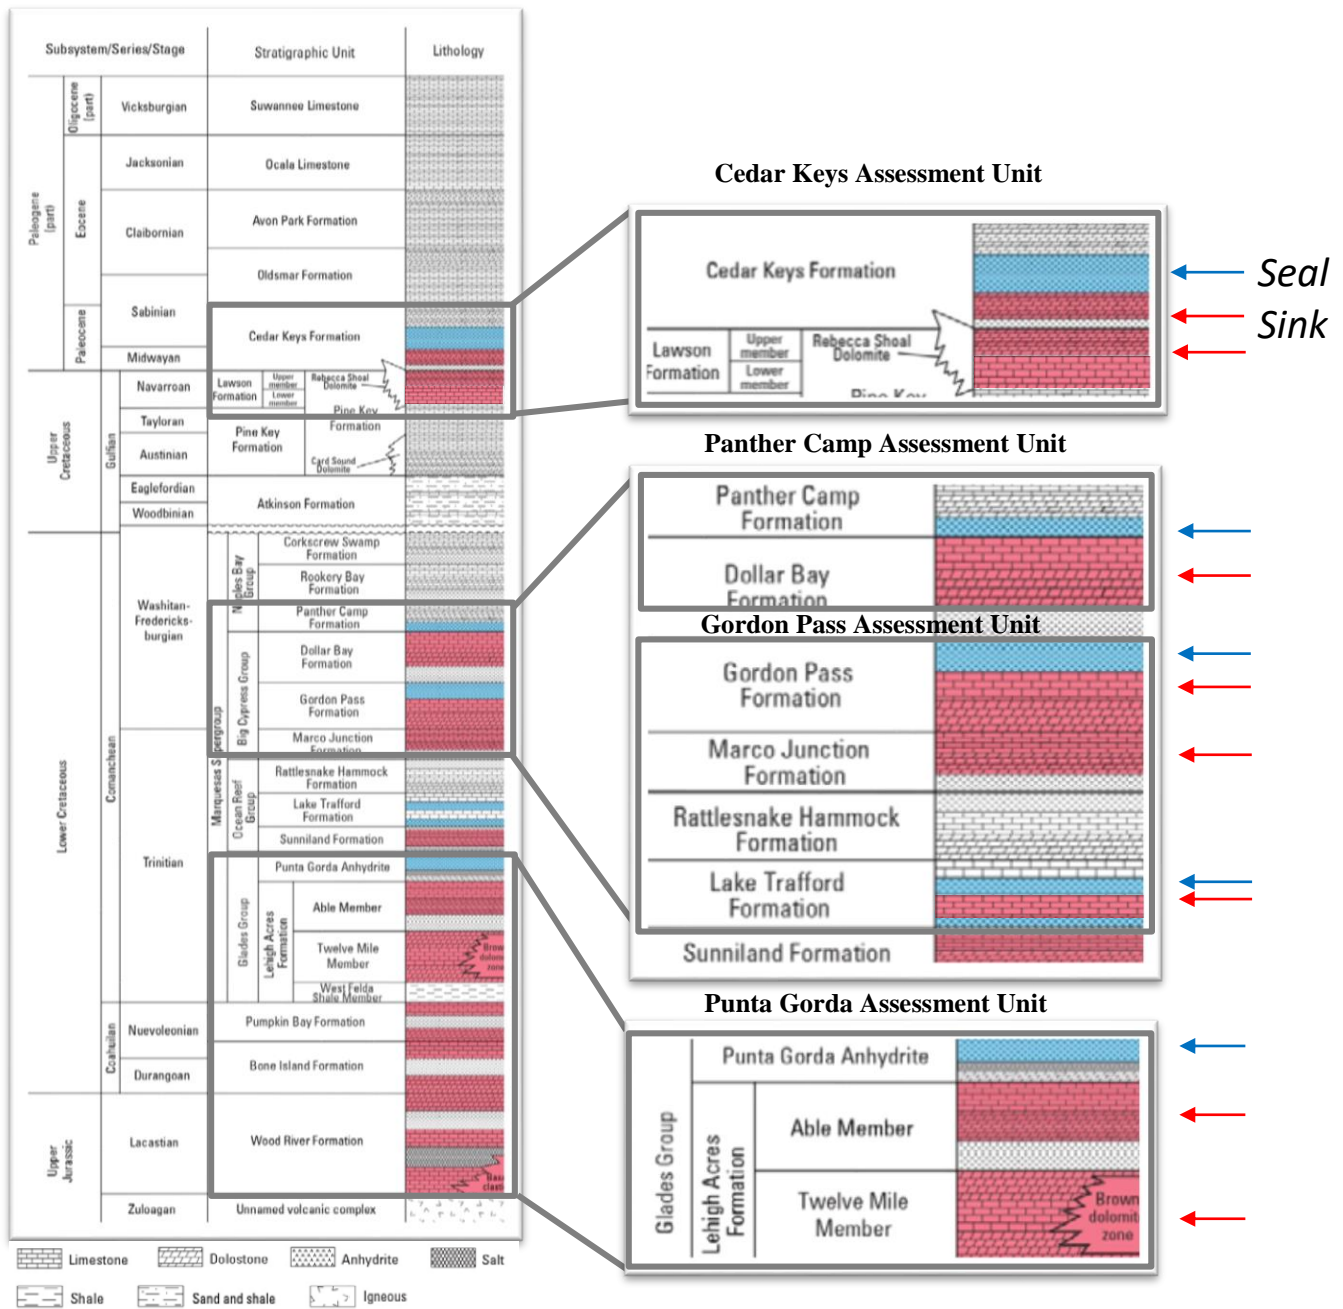 Subsystem/Series/Stage
Stratigraphic Unit
Lithology
Paleogene (part)
Oligocene (part)
Vicksburgian
Suwannee Limestone
Eocene
Jacksonian
Ocala Limestone
Claibornian
Avon Park Formation
Oldsmar Formation
Sabinian
Paleocene
Cedar Keys Formation
Midwayan
Upper Cretaceous
Gulfian
Navarroan
Lawson Formation
Upper member
Lower member
Rebecca Shoal Dolomite
Pine Key Formation
Tayloran
Pine Key Formation
Austinian
Card Sound Dolomite
Eaglefordian
Atkinson Formation
Woodbinian
Lower Cretaceous
Comanchean
Washitan-Fredericks-burgian
Marquesas Supergroup
Naples Bay Group
Corkscrew Swamp Formation
Rookery Bay Formation
Panther Camp Formation
Big Cypress Group
Dollar Bay Formation
Gordon Pass Formation
Marco Junction Formation
Trinitian
Ocean Reef Group
Rattlesnake Hammock Formation
Lake Trafford Formation
Sunniland Formation
Glades Group
Punta Gorda Anhydrite
Lehigh Acres Formation
Able Member
Twelve Mile Member
Brown dolomite zone
West Felda Shale Member
Coahuilan
Nuevoleonian
Pumpkin Bay Formation
Bone Island Formation
Durangoan
Upper Jurassic
Lacastian
Wood River Formation
Zuloagan
Unnamed volcanic complex
Limestone
Dolostone
Anhydrite
Salt
Shale
Sand and shale
Igneous
Cedar Keys Assessment Unit
Cedar Keys Formation
Lawson
Formation
Upper
member
Lower
member
Rebecca Shoal
Dolomite
Pine Key
Seal
Sink
Panther Camp Assessment Unit
Panther Camp
Formation
Dollar Bay
Formation
Gordon Pass Assessment Unit
Gordon Pass
Formation
Marco Junction
Formation
Rattlesnake Hammock
Formation
Lake Trafford
Formation
Sunniland Formation
Punta Gorda Assessment Unit
Glades Group
Punta Gorda Anhydrite
Lehigh Acres
Formation
Able Member
Twelve Mile
Member
Brown
dolomit
zone